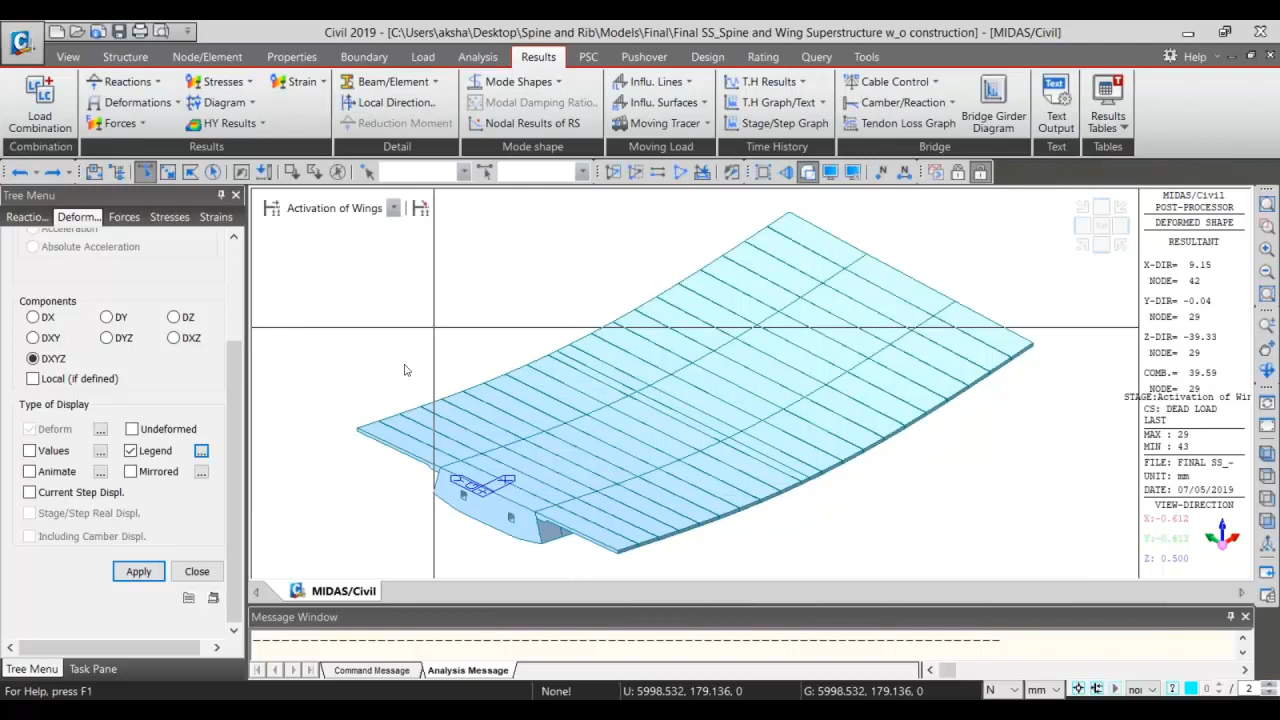 Civil 2019 - [C:\Users\aksha\Desktop\Spine and Rib\Models\Final\Final SS_Spine and Wing Superstructure w_o construction] - [MIDAS/Civil]
View Structure Node/Element Properties Boundary Load Analysis Results PSC Pushover Design Rating Query Tools Help
Reactions Stresses Strain Beam/Element Mode Shapes Influ. Lines T.H Results Cable Control
Load Combination Deformations Diagram Local Direction.. Modal Damping Ratio.. Influ. Surfaces T.H Graph/Text Camber/Reaction Bridge Girder Diagram Text Output Results Tables
Forces HY Results Reduction Moment Nodal Results of RS Moving Tracer Stage/Step Graph Tendon Loss Graph
Combination Results Detail Mode shape Moving Load Time History Bridge Text Tables
Tree Menu
Reactio... Deform... Forces Stresses Strains
Acceleration
Absolute Acceleration
Components
DX DY DZ
DXY DYZ DXZ
DXYZ
Local (if defined)
Type of Display
Deform ... Undeformed
Values ... Legend ...
Animate ... Mirrored ...
Current Step Displ.
Stage/Step Real Displ.
Including Camber Displ.
Apply Close
Tree Menu Task Pane
Activation of Wings
MIDAS/Civil
POST-PROCESSOR
DEFORMED SHAPE
RESULTANT
X-DIR= 9.15
NODE= 42
Y-DIR= -0.04
NODE= 29
Z-DIR= -39.33
NODE= 29
COMB.= 39.59
NODE= 29
STAGE:Activation of Win
CS: DEAD LOAD
LAST
MAX : 29
MIN : 43
FILE: FINAL SS_~
UNIT: mm
DATE: 07/05/2019
VIEW-DIRECTION
X:-0.612
Y:-0.612
Z: 0.500
MIDAS/Civil
Message Window
Command Message Analysis Message
For Help, press F1 None! U: 5998.532, 179.136, 0 G: 5998.532, 179.136, 0 N mm nor 0 / 2